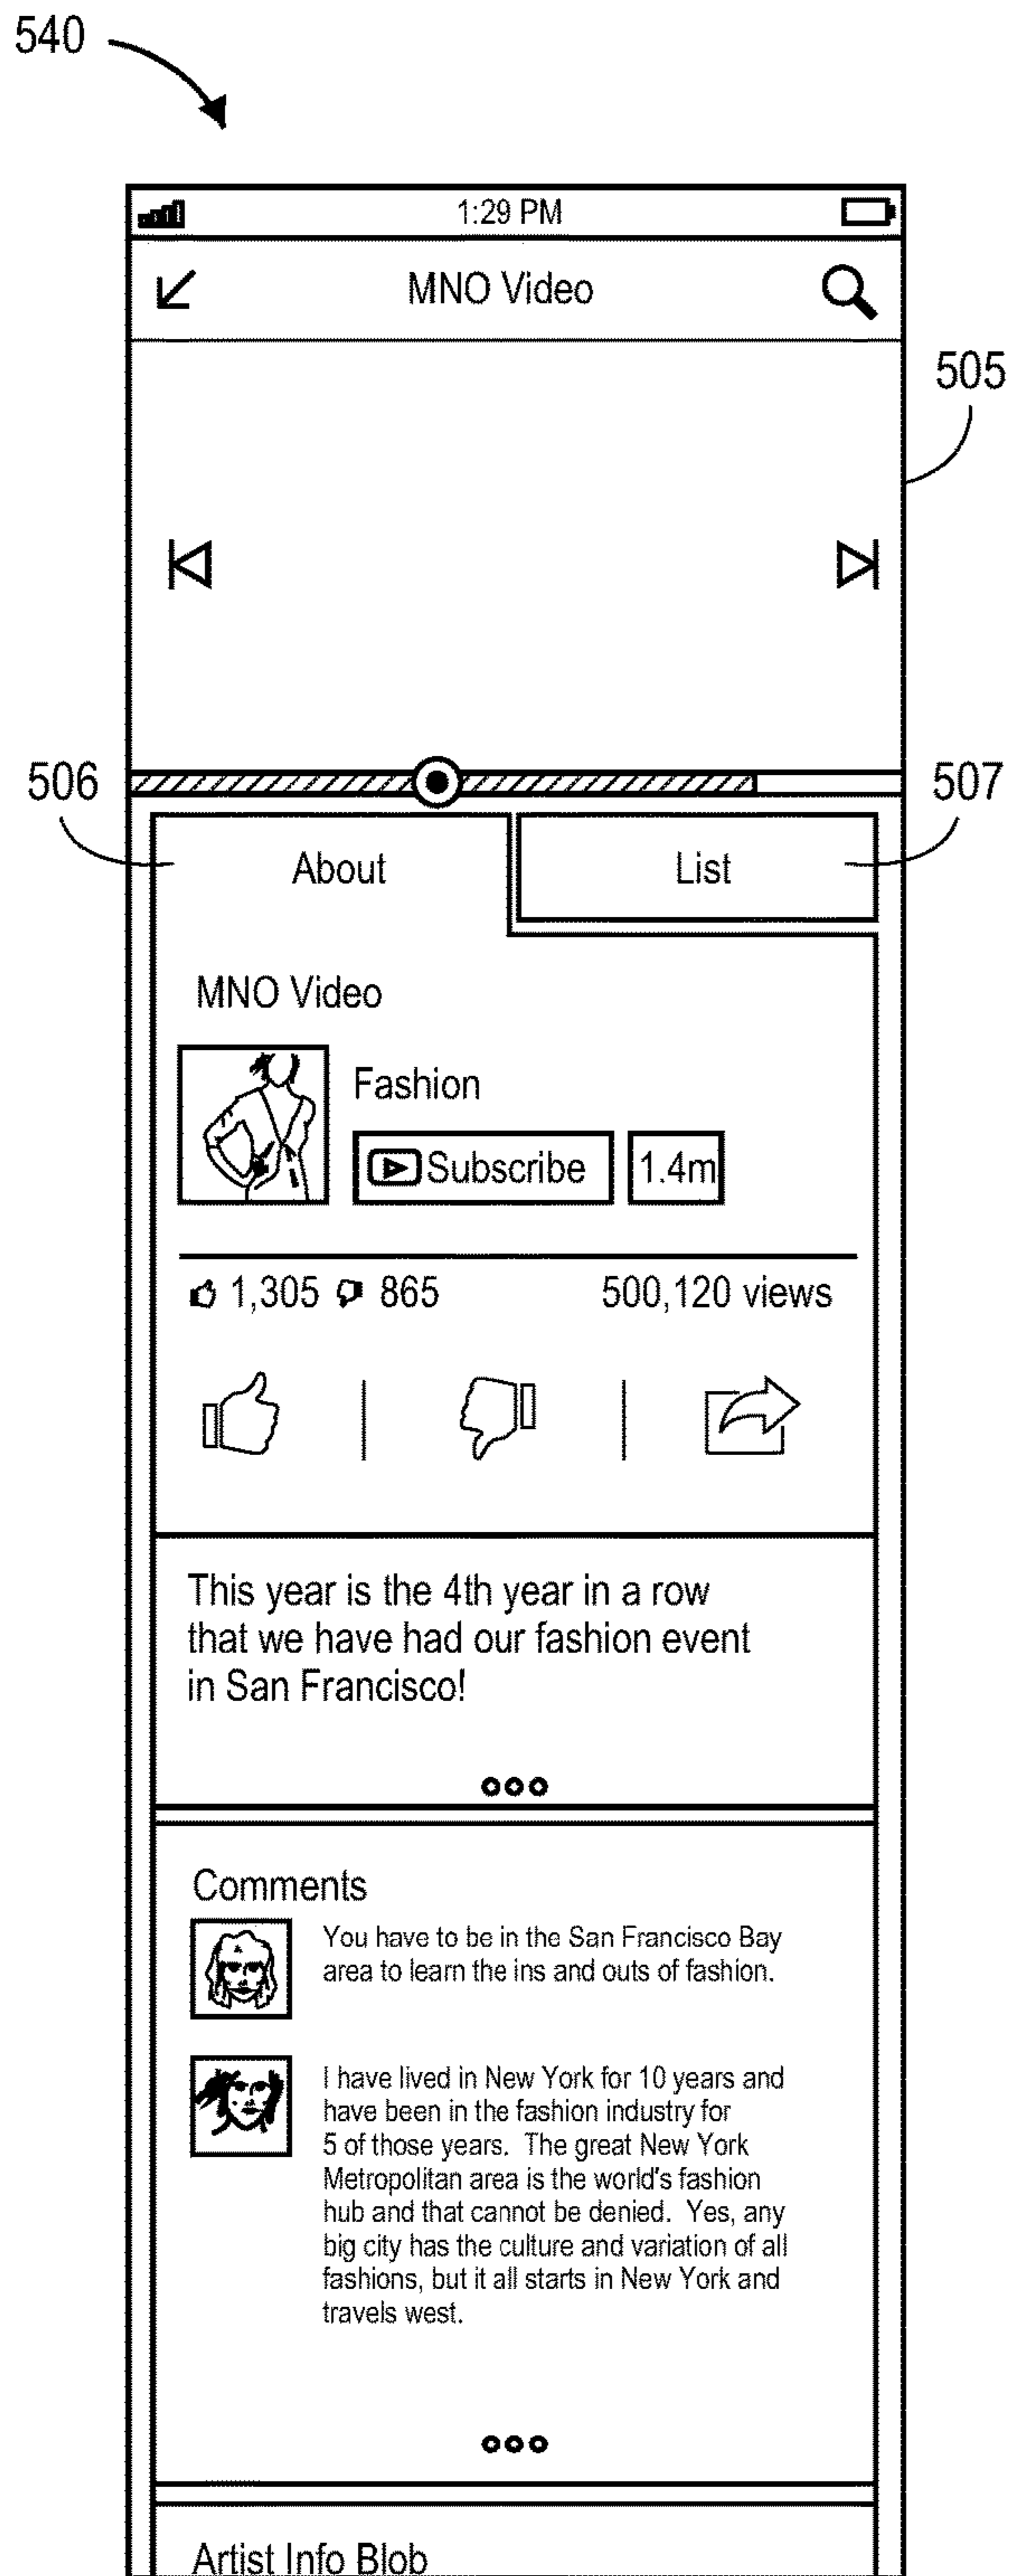 540
1:29 PM
MNO Video
505
506
507
About
List
MNO Video
Fashion
Subscribe
1.4m
1,305 865 500,120 views
This year is the 4th year in a row
that we have had our fashion event
in San Francisco!
Comments
You have to be in the San Francisco Bay
area to learn the ins and outs of fashion.
I have lived in New York for 10 years and
have been in the fashion industry for
5 of those years. The great New York
Metropolitan area is the world's fashion
hub and that cannot be denied. Yes, any
big city has the culture and variation of all
fashions, but it all starts in New York and
travels west.
Artist Info Blob